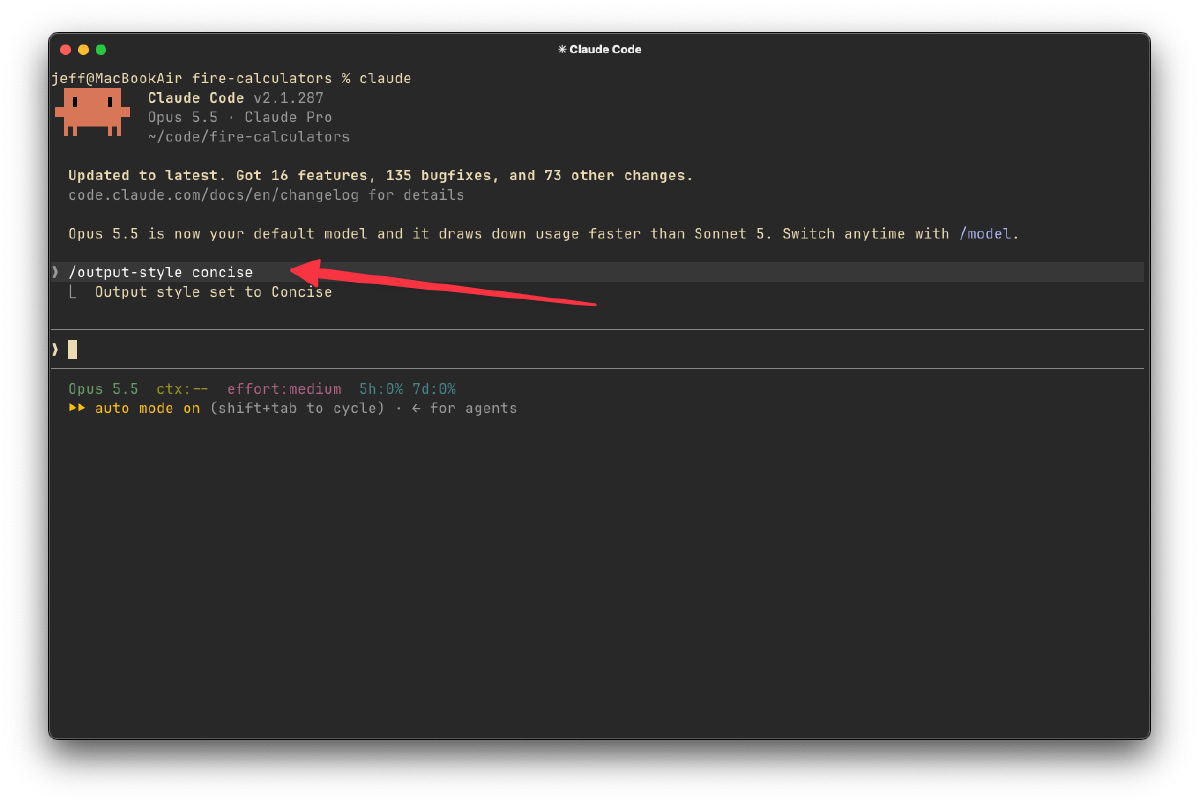 ✳ Claude Code
jeff@MacBookAir fire-calculators % claude
Claude Code v2.1.287
Opus 5.5 · Claude Pro
~/code/fire-calculators
Updated to latest. Got 16 features, 135 bugfixes, and 73 other changes.
code.claude.com/docs/en/changelog for details
Opus 5.5 is now your default model and it draws down usage faster than Sonnet 5. Switch anytime with /model.
❯ /output-style concise
⎿ Output style set to Concise
❯
Opus 5.5 ctx:-- effort:medium 5h:0% 7d:0%
⏵⏵ auto mode on (shift+tab to cycle) · ← for agents